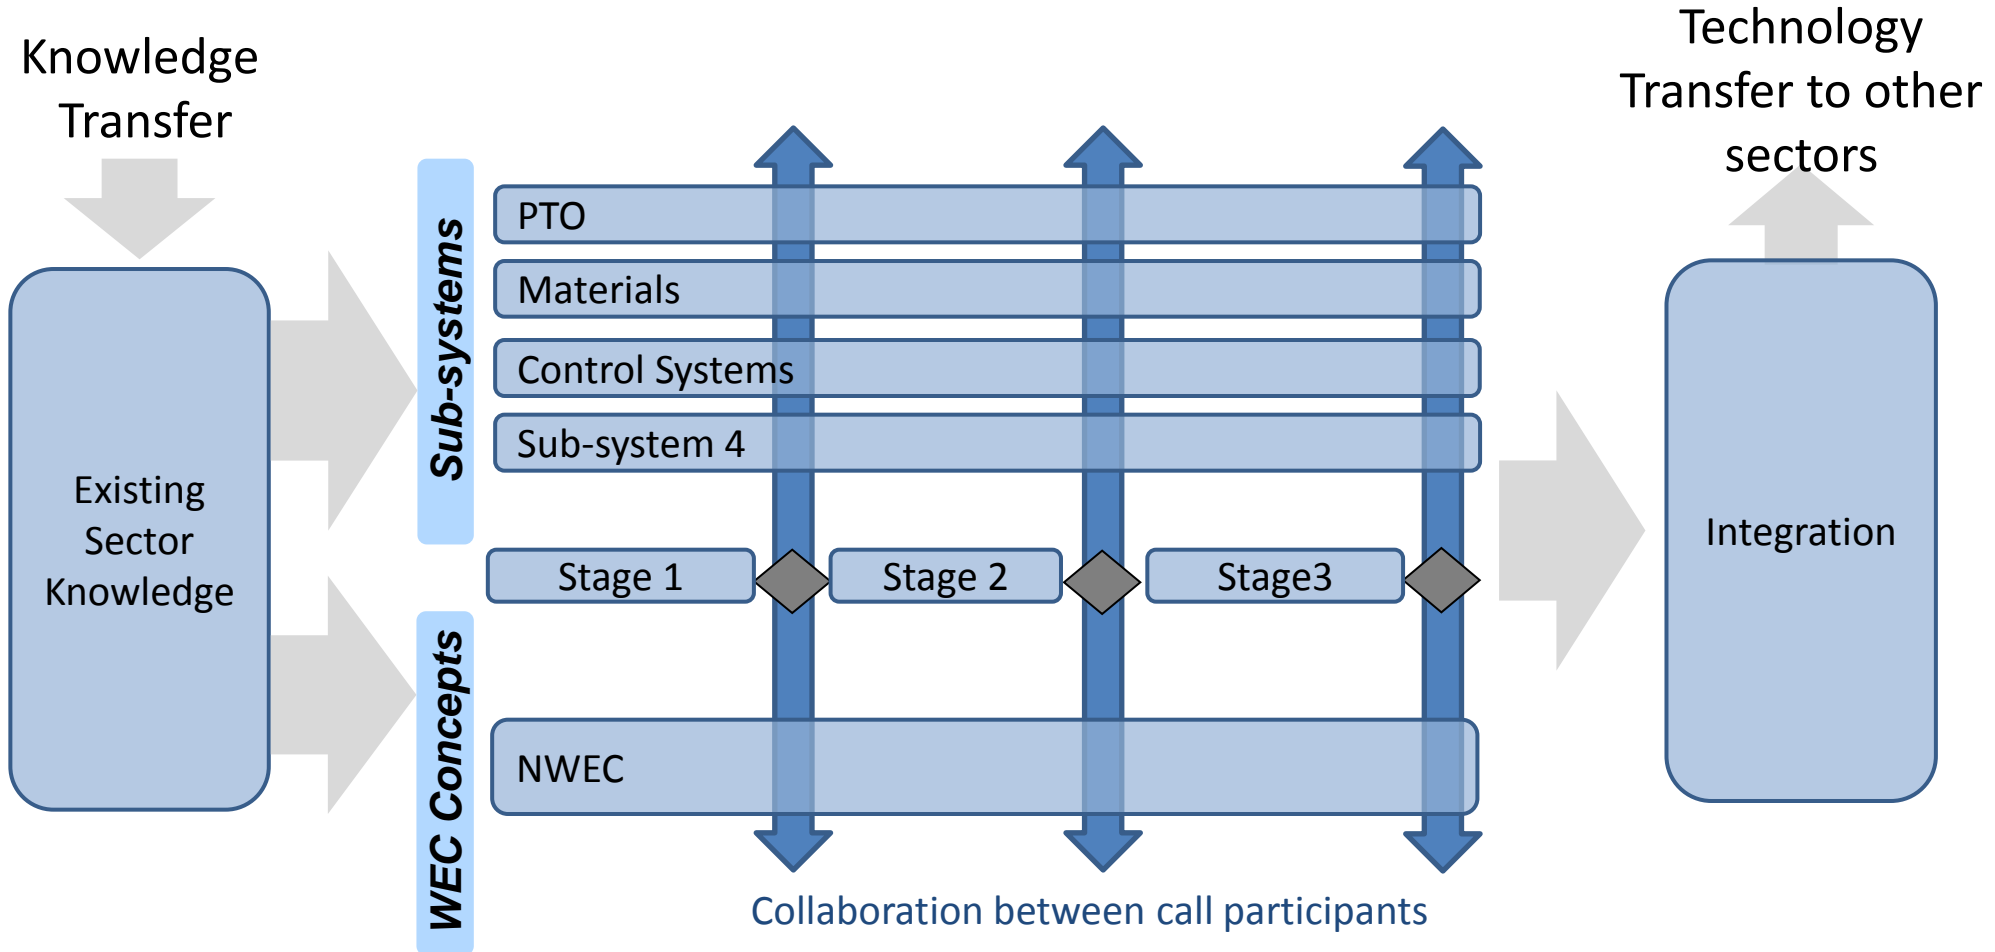 Knowledge
Transfer
Existing
Sector
Knowledge
Sub-systems
PTO
Materials
Control Systems
Sub-system 4
Stage 1
Stage 2
Stage3
WEC Concepts
NWEC
Collaboration between call participants
Technology
Transfer to other
sectors
Integration